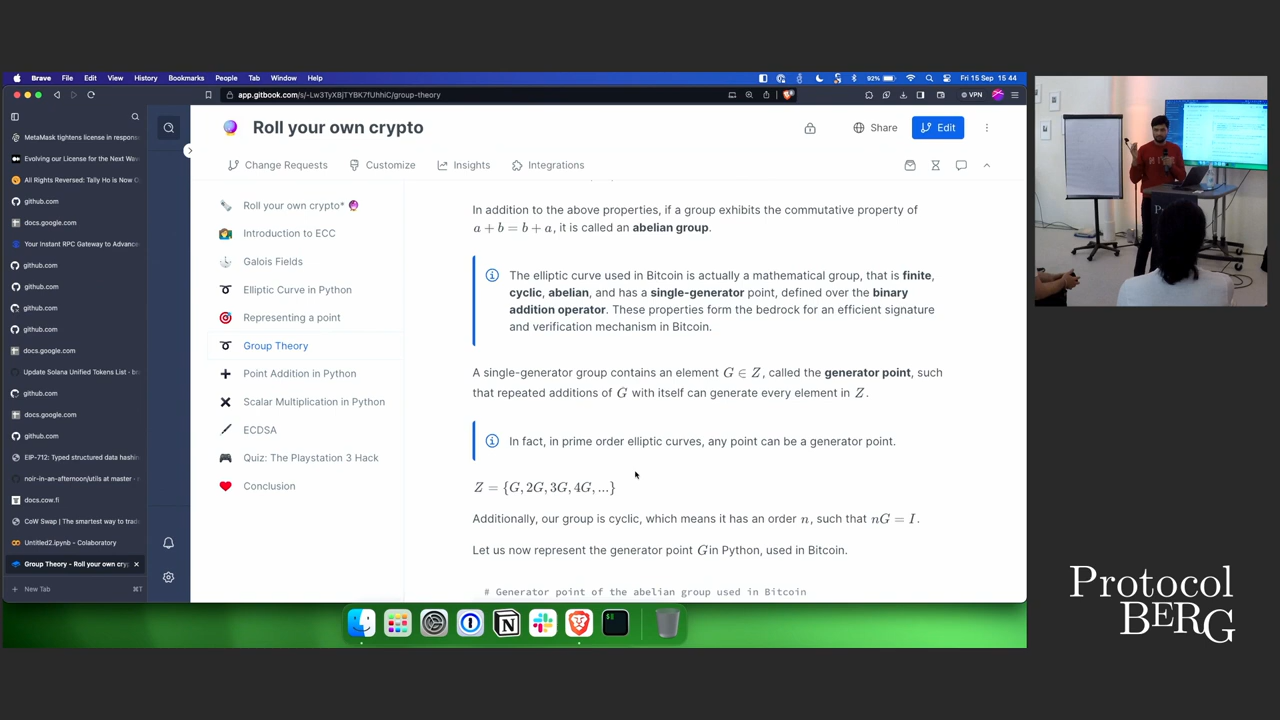 Brave File Edit View History Bookmarks People Tab Window Help
92% Fri 15 Sep 15 44
app.gitbook.com/s/-Lw3TyXBjTYBK7fUhhiC/group-theory
VPN
MetaMask tightens license in respons
Evolving our License for the Next Wav
All Rights Reversed: Tally Ho is Now O
github.com
docs.google.com
Your Instant RPC Gateway to Advance
github.com
github.com
github.com
github.com
docs.google.com
Update Solana Unified Tokens List · br
github.com
docs.google.com
github.com
EIP-712: Typed structured data hashin
noir-in-an-afternoon/utils at master ·
docs.cow.fi
CoW Swap | The smartest way to trad
Untitled2.ipynb - Colaboratory
Group Theory - Roll your own cryp
New Tab ⌘T
Roll your own crypto
Share
Edit
Change Requests
Customize
Insights
Integrations
Roll your own crypto*
Introduction to ECC
Galois Fields
Elliptic Curve in Python
Representing a point
Group Theory
Point Addition in Python
Scalar Multiplication in Python
ECDSA
Quiz: The Playstation 3 Hack
Conclusion
In addition to the above properties, if a group exhibits the commutative property of
a + b = b + a, it is called an abelian group.
The elliptic curve used in Bitcoin is actually a mathematical group, that is finite,
cyclic, abelian, and has a single-generator point, defined over the binary
addition operator. These properties form the bedrock for an efficient signature
and verification mechanism in Bitcoin.
A single-generator group contains an element G ∈ Z, called the generator point, such
that repeated additions of G with itself can generate every element in Z.
In fact, in prime order elliptic curves, any point can be a generator point.
Z = {G, 2G, 3G, 4G, ...}
Additionally, our group is cyclic, which means it has an order n, such that nG = I.
Let us now represent the generator point Gin Python, used in Bitcoin.
# Generator point of the abelian group used in Bitcoin
Protocol
BERG